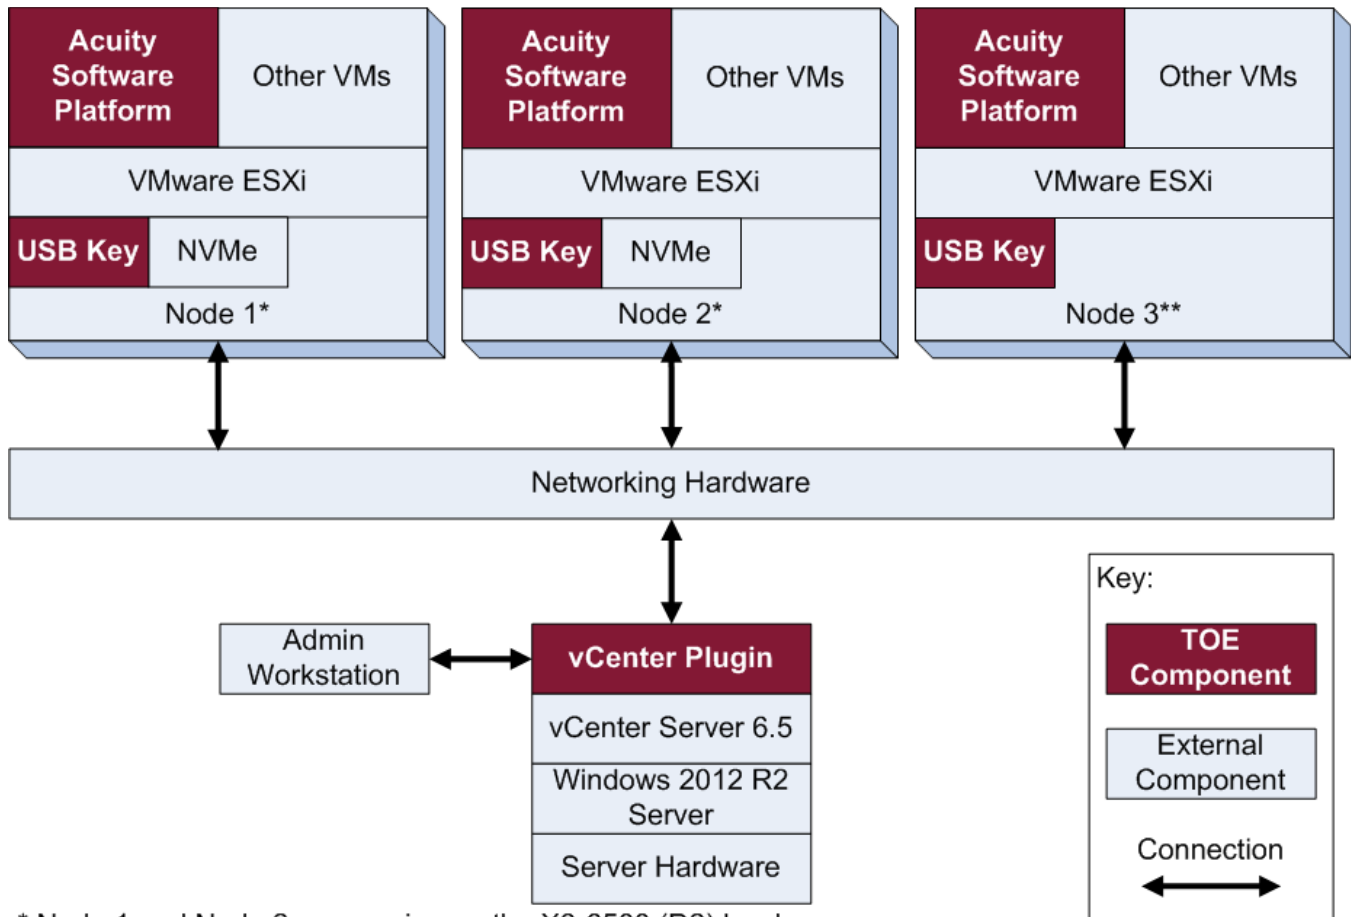 Acuity
Software
Platform
Other VMs
VMware ESXi
USB Key
NVMe
Node 1*
Acuity
Software
Platform
Other VMs
VMware ESXi
USB Key
NVMe
Node 2*
Acuity
Software
Platform
Other VMs
VMware ESXi
USB Key
Node 3**
Networking Hardware
Admin
Workstation
vCenter Plugin
vCenter Server 6.5
Windows 2012 R2
Server
Server Hardware
Key:
TOE
Component
External
Component
Connection